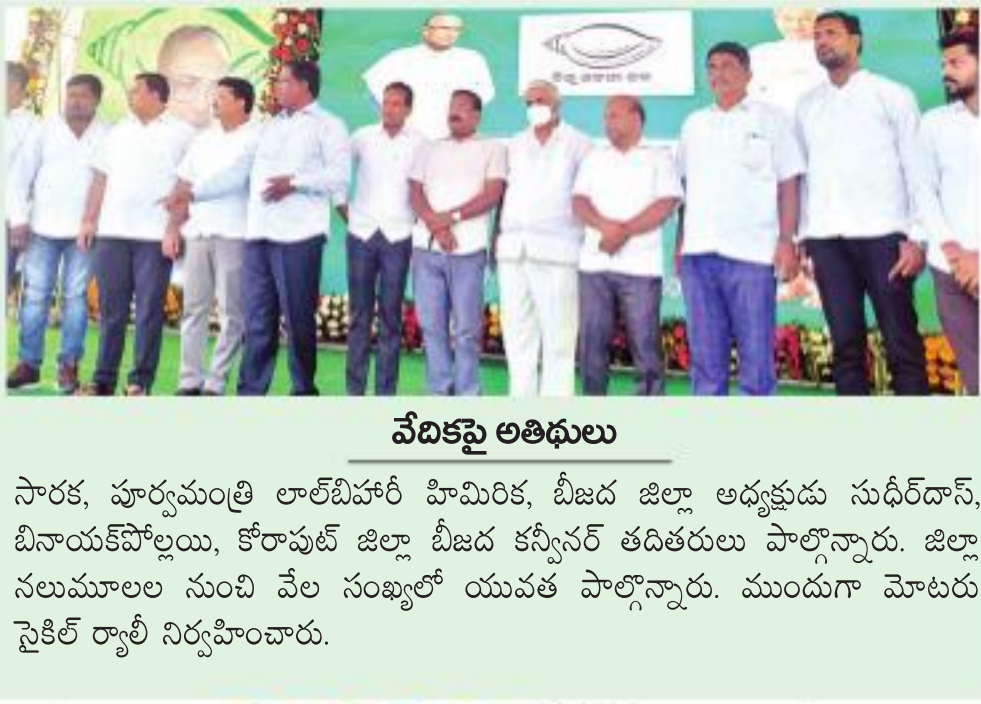 వేదికపై అతిథులు
సారక, పూర్వమంత్రి లాల్‌బిహారీ హిమిరిక, బీజద జిల్లా అధ్యక్షుడు సుధీర్‌దాస్,
బినాయక్‌పోల్లయి, కోరాపుట్ జిల్లా బీజద కన్వీనర్ తదితరులు పాల్గొన్నారు. జిల్లా
నలుమూలల నుంచి వేల సంఖ్యలో యువత పాల్గొన్నారు. ముందుగా మోటరు
సైకిల్ ర్యాలీ నిర్వహించారు.